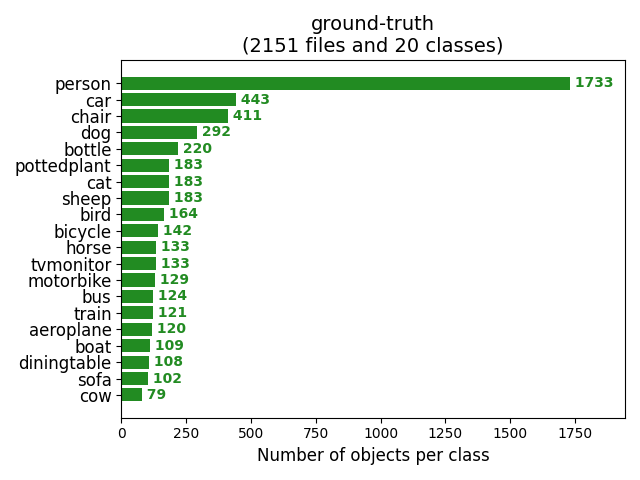 ground-truth
(2151 files and 20 classes)
person 1733
car 443
chair 411
dog 292
bottle 220
pottedplant 183
cat 183
sheep 183
bird 164
bicycle 142
horse 133
tvmonitor 133
motorbike 129
bus 124
train 121
aeroplane 120
boat 109
diningtable 108
sofa 102
cow 79
0 250 500 750 1000 1250 1500 1750
Number of objects per class